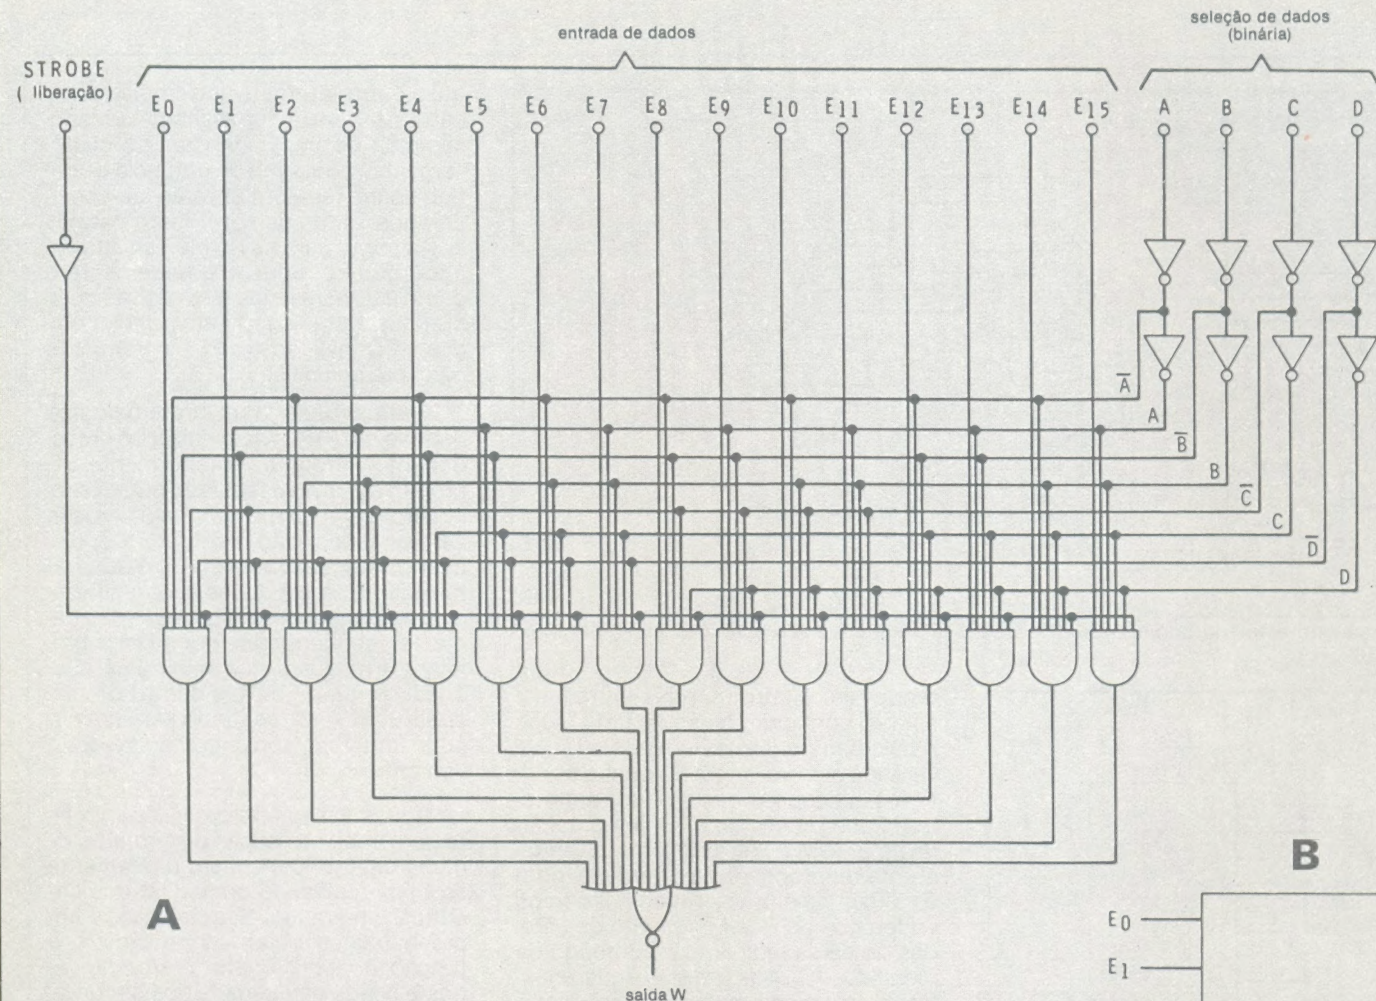 entrada de dados
seleção de dados
(binária)
STROBE
( liberação)
E0 E1 E2 E3 E4 E5 E6 E7 E8 E9 E10 E11 E12 E13 E14 E15 A B C D
A̅
A
B̅
B
C̅
C
D̅
D
B
A
E0
E1
saída W